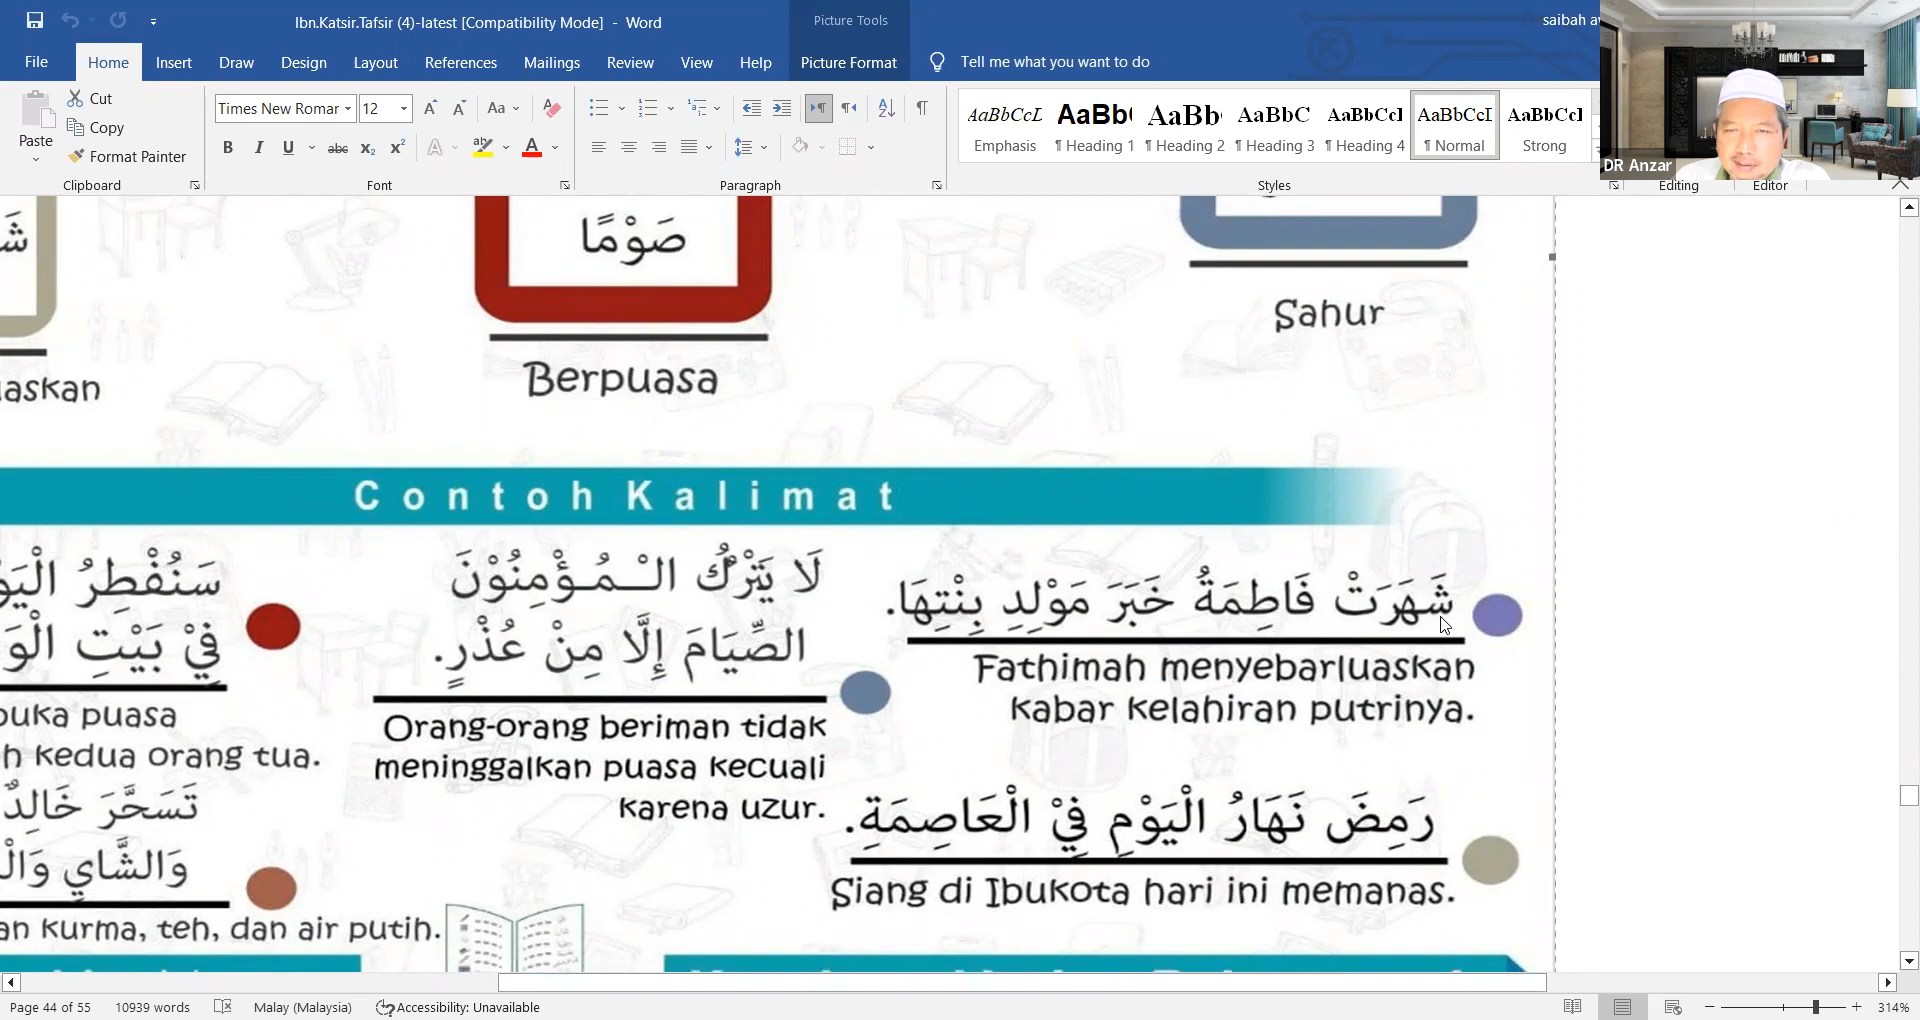 Ibn.Katsir.Tafsir (4)-latest [Compatibility Mode] - Word
Picture Tools
saibah
File Home Insert Draw Design Layout References Mailings Review View Help Picture Format Tell me what you want to do
Paste
Cut
Copy
Format Painter
Clipboard
Times New Roman 12
Font
Paragraph
AaBbCcL AaBb( AaBb( AaBbC AaBbCcI AaBbCcI AaBbCcI
Emphasis ¶ Heading 1 ¶ Heading 2 ¶ Heading 3 ¶ Heading 4 ¶ Normal Strong
Styles
Editing
Editor
DR Anzar
صَوْمًا
Berpuasa
Sahur
Contoh Kalimat
شَهَرَتْ فَاطِمَةُ خَبَرَ مَوْلِدِ بِنْتِهَا.
Fathimah menyebarluaskan
kabar kelahiran putrinya.
رَمِضَ نَهَارُ الْيَوْمِ فِيْ الْعَاصِمَةِ.
Siang di Ibukota hari ini memanas.
لَا يَتْرُكُ الْـمُـؤْمِنُوْنَ
الصِّيَامَ إِلَّا مِنْ عُذْرٍ.
Orang-orang beriman tidak
meninggalkan puasa kecuali
karena uzur.
سَنُفْطِرُ
فِيْ بَيْتِ
puasa
kedua orang tua.
تَسَحَّرَ خَالِدٌ
وَالشَّايِ
kurma, teh, dan air putih.
Page 44 of 55 10939 words Malay (Malaysia) Accessibility: Unavailable 314%